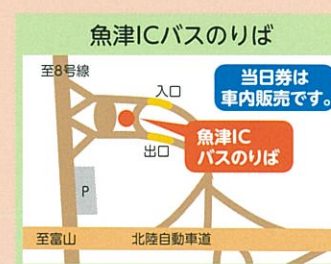 魚津ICバスのりば
至8号線
入口
当日券は
車内販売です。
魚津IC
バスのりば
出口
P
至富山
北陸自動車道